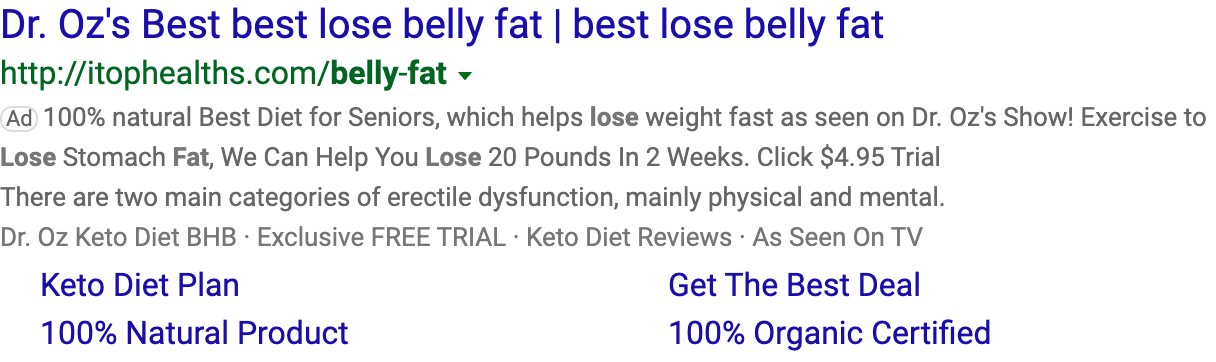 Dr. Oz's Best best lose belly fat | best lose belly fat
http://itophealths.com/belly-fat
Ad 100% natural Best Diet for Seniors, which helps lose weight fast as seen on Dr. Oz's Show! Exercise to
Lose Stomach Fat, We Can Help You Lose 20 Pounds In 2 Weeks. Click $4.95 Trial
There are two main categories of erectile dysfunction, mainly physical and mental.
Dr. Oz Keto Diet BHB · Exclusive FREE TRIAL · Keto Diet Reviews · As Seen On TV
Keto Diet Plan Get The Best Deal
100% Natural Product 100% Organic Certified